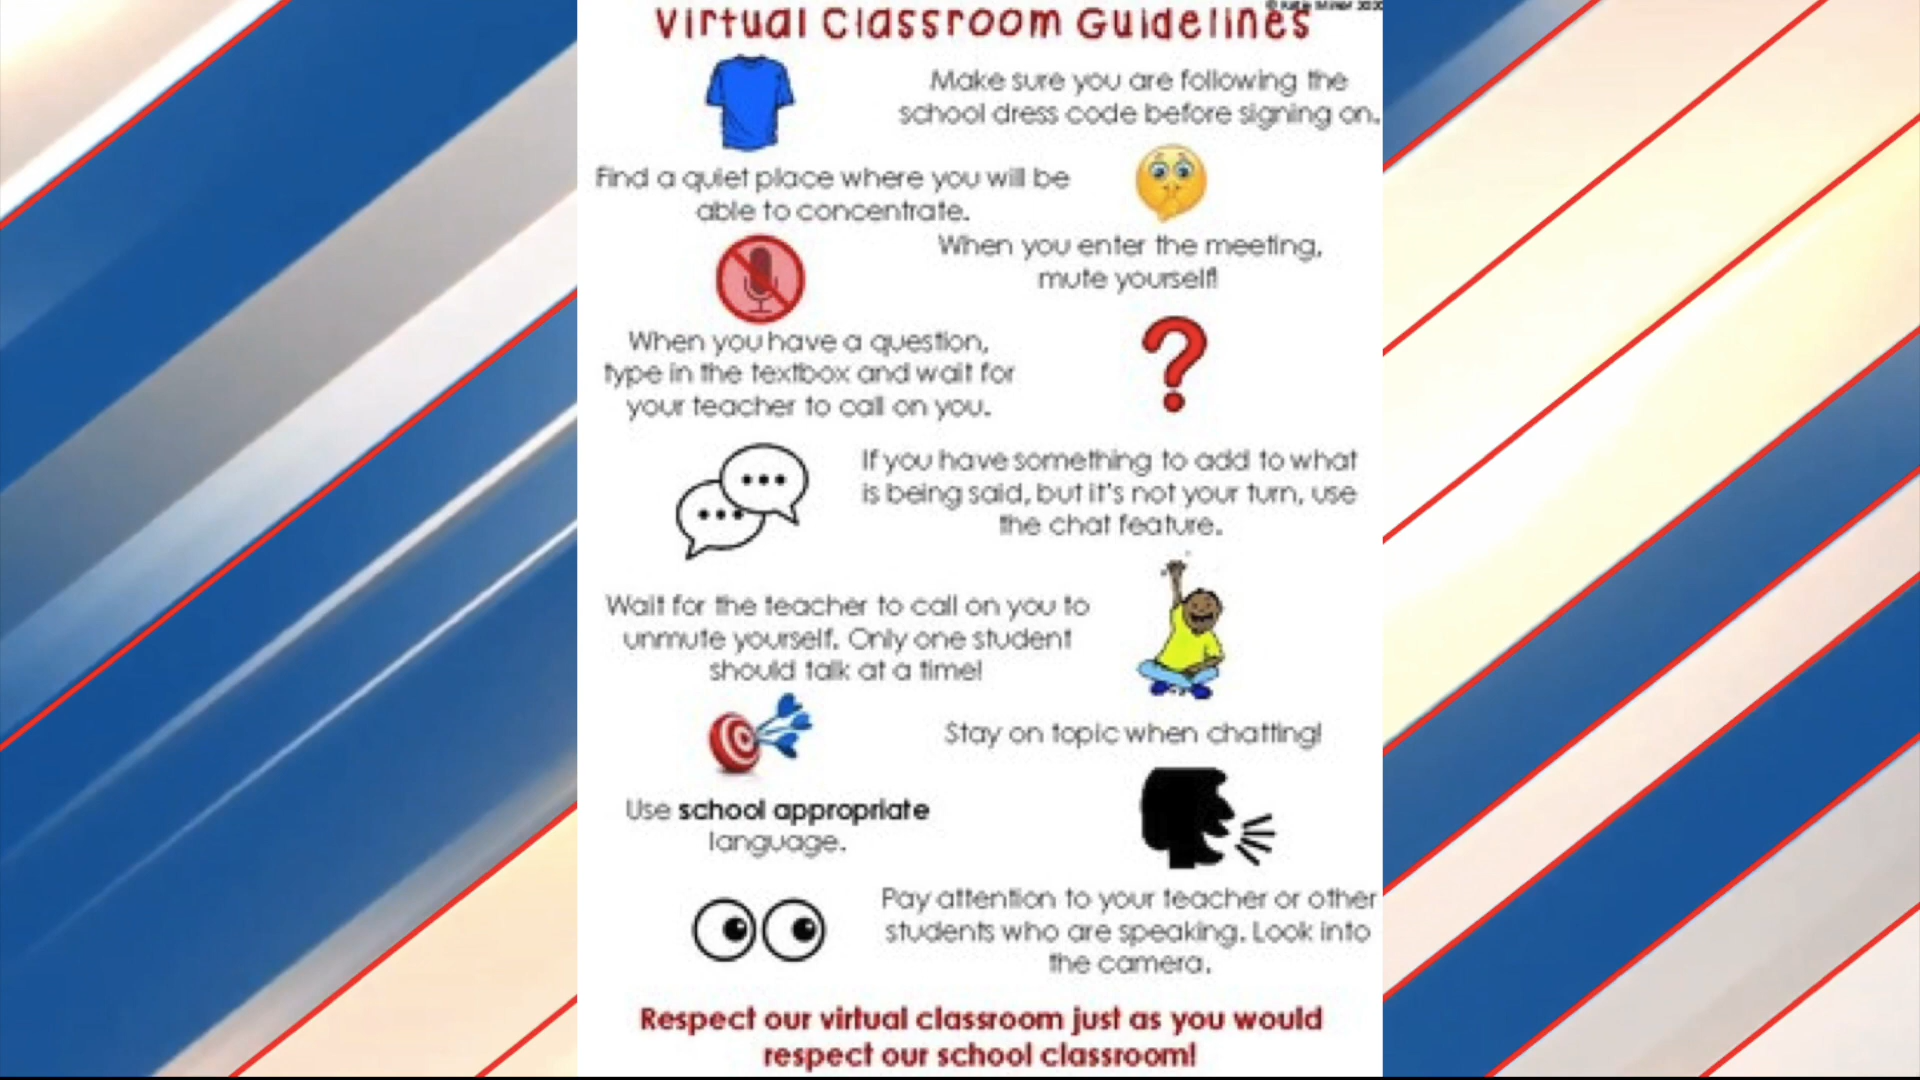 © Katie Minor 2020
Virtual Classroom Guidelines
Make sure you are following the
school dress code before signing on.
Find a quiet place where you will be
able to concentrate.
When you enter the meeting,
mute yourself!
When you have a question,
type in the textbox and wait for
your teacher to call on you.
If you have something to add to what
is being said, but it's not your turn, use
the chat feature.
Wait for the teacher to call on you to
unmute yourself. Only one student
should talk at a time!
Stay on topic when chatting!
Use school appropriate
language.
Pay attention to your teacher or other
students who are speaking. Look into
the camera.
Respect our virtual classroom just as you would
respect our school classroom!